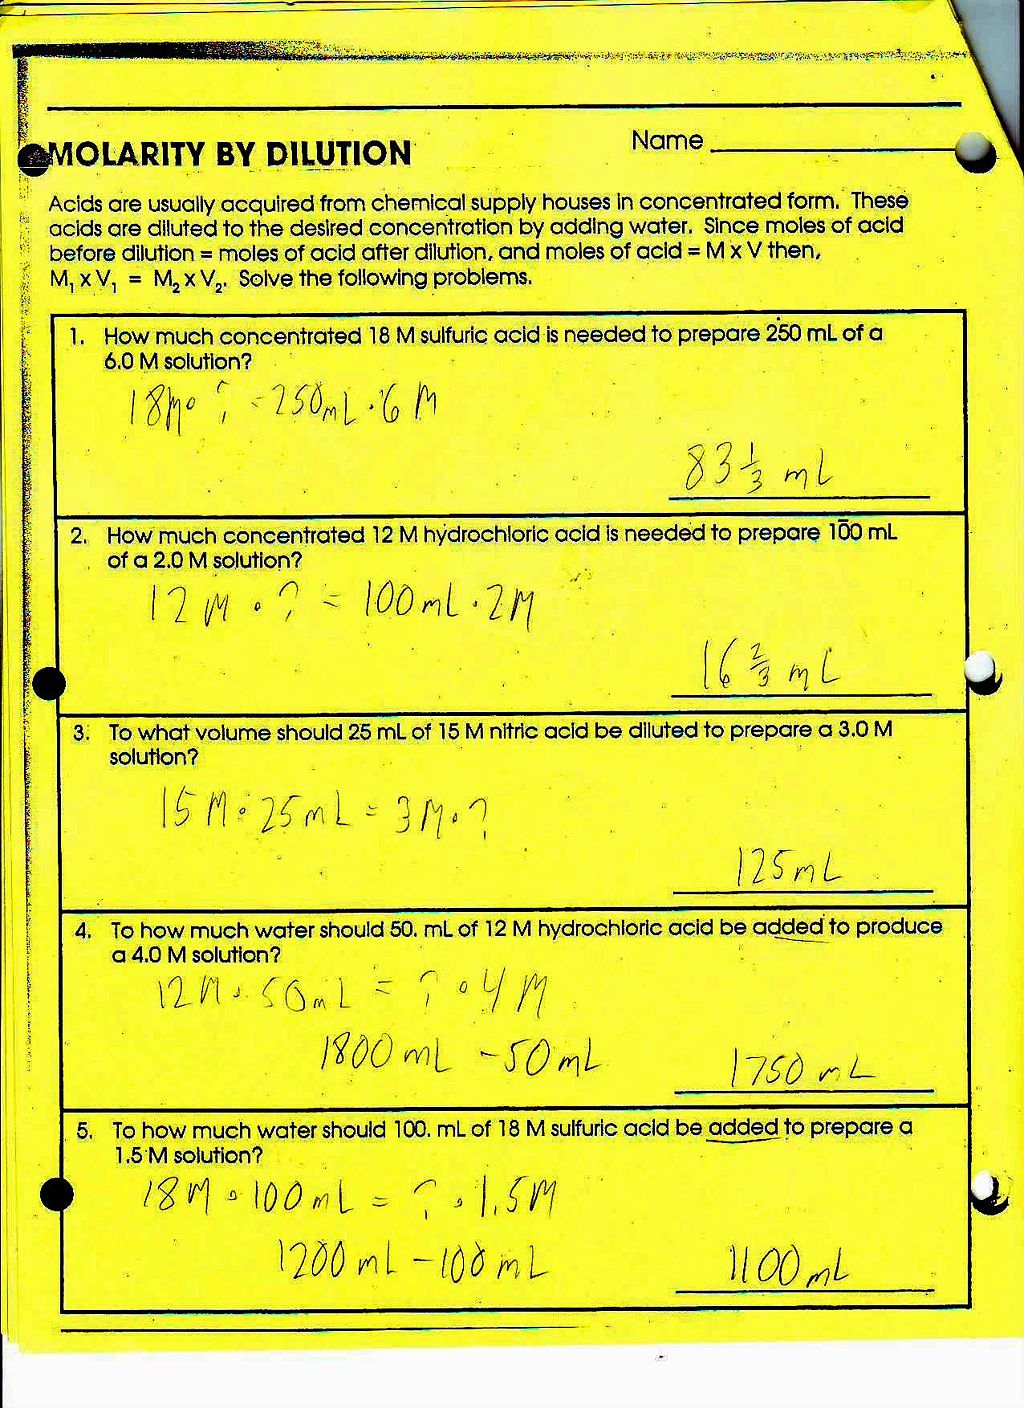 Name
MOLARITY BY DILUTION
Acids are usually acquired from chemical supply houses in concentrated form. These
acids are diluted to the desired concentration by adding water. Since moles of acid
before dilution = moles of acid after dilution, and moles of acid = M x V then,
M₁ x V₁ = M₂ x V₂. Solve the following problems.
1. How much concentrated 18 M sulfuric acid is needed to prepare 250 mL of a
6.0 M solution?
18M · ? = 250mL · 6 M
83 1/3 mL
2. How much concentrated 12 M hydrochloric acid is needed to prepare 100 mL
of a 2.0 M solution?
12 M · ? = 100 mL · 2M
16 2/3 mL
3. To what volume should 25 mL of 15 M nitric acid be diluted to prepare a 3.0 M
solution?
15 M · 25 mL = 3M · ?
125 mL
4. To how much water should 50. mL of 12 M hydrochloric acid be added to produce
a 4.0 M solution?
12M · 50mL = ? · 4 M
1800 mL - 50 mL
1750 mL
5. To how much water should 100. mL of 18 M sulfuric acid be added to prepare a
1.5 M solution?
18 M · 100 mL = ? · 1.5M
1200 mL - 100 mL
1100 mL